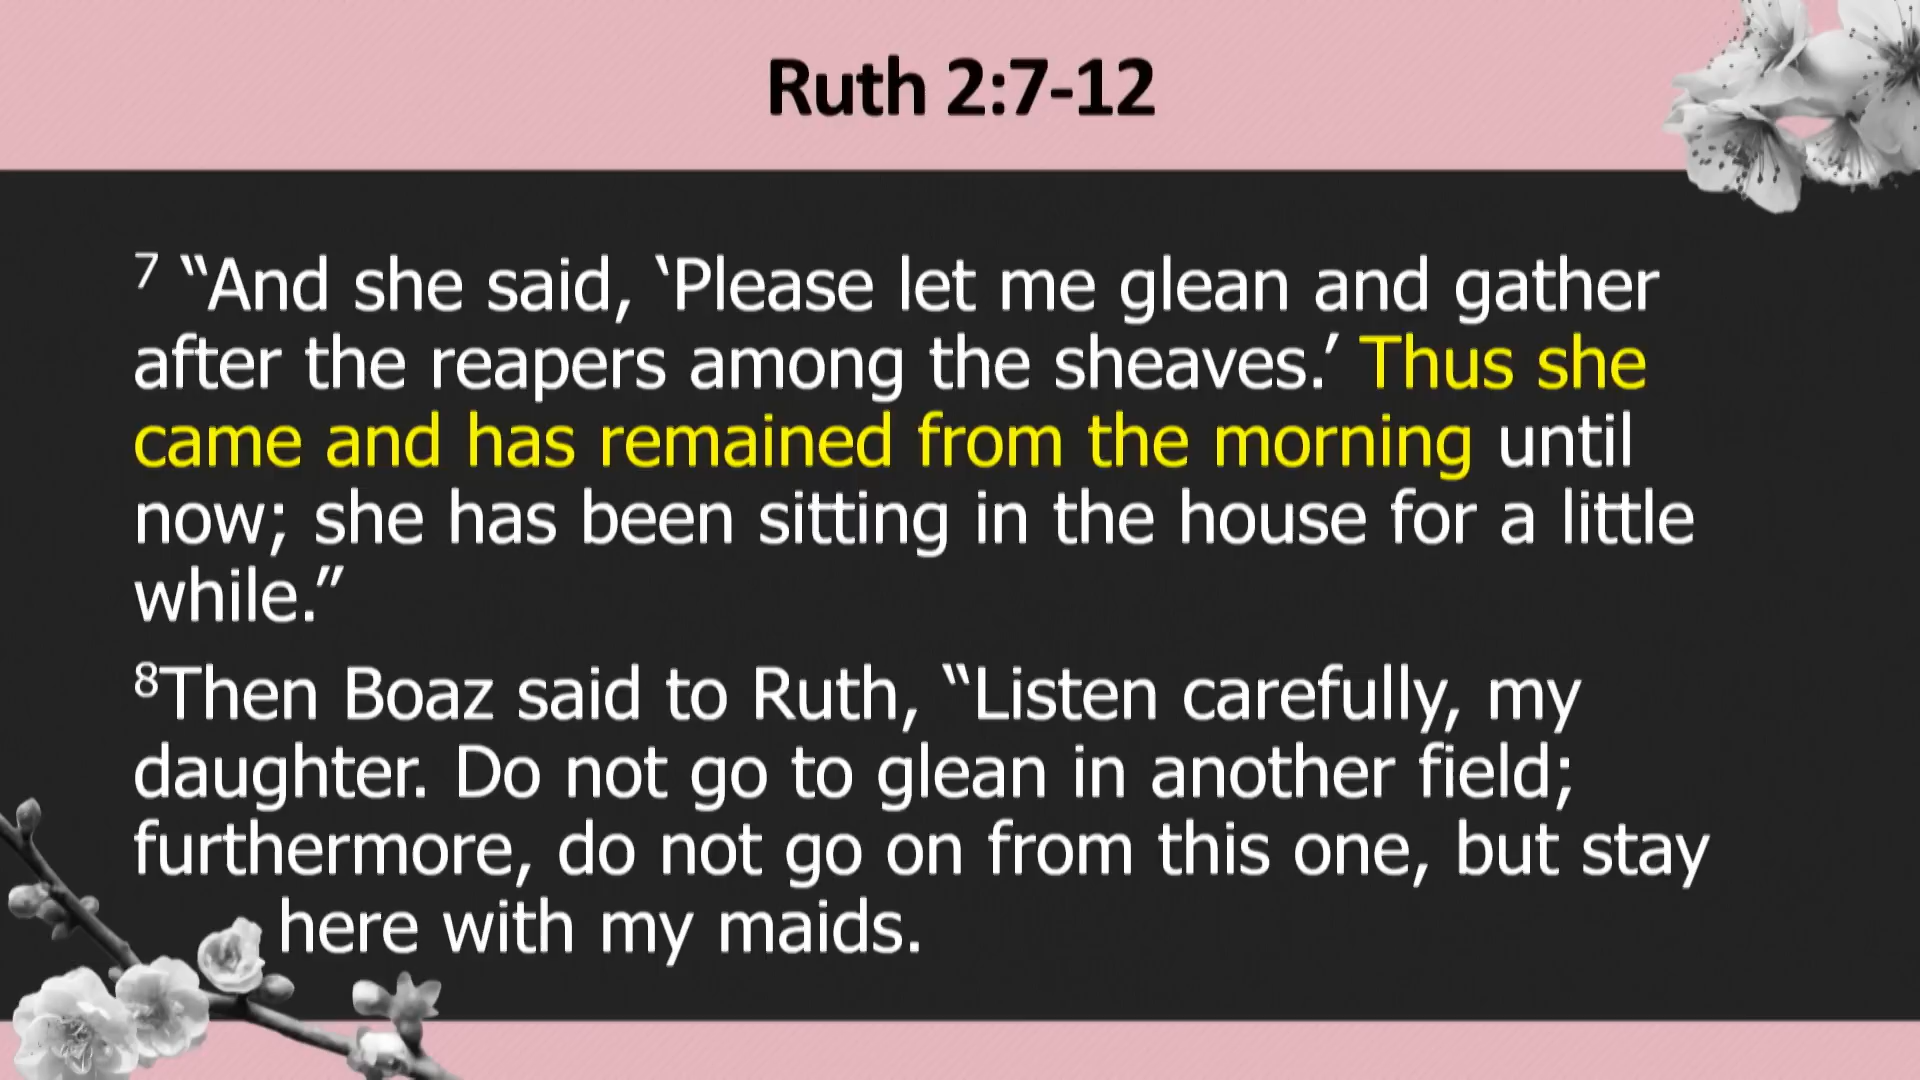 Ruth 2:7-12
7 “And she said, ‘Please let me glean and gather
after the reapers among the sheaves.’ Thus she
came and has remained from the morning until
now; she has been sitting in the house for a little
while.”
8Then Boaz said to Ruth, “Listen carefully, my
daughter. Do not go to glean in another field;
furthermore, do not go on from this one, but stay
here with my maids.